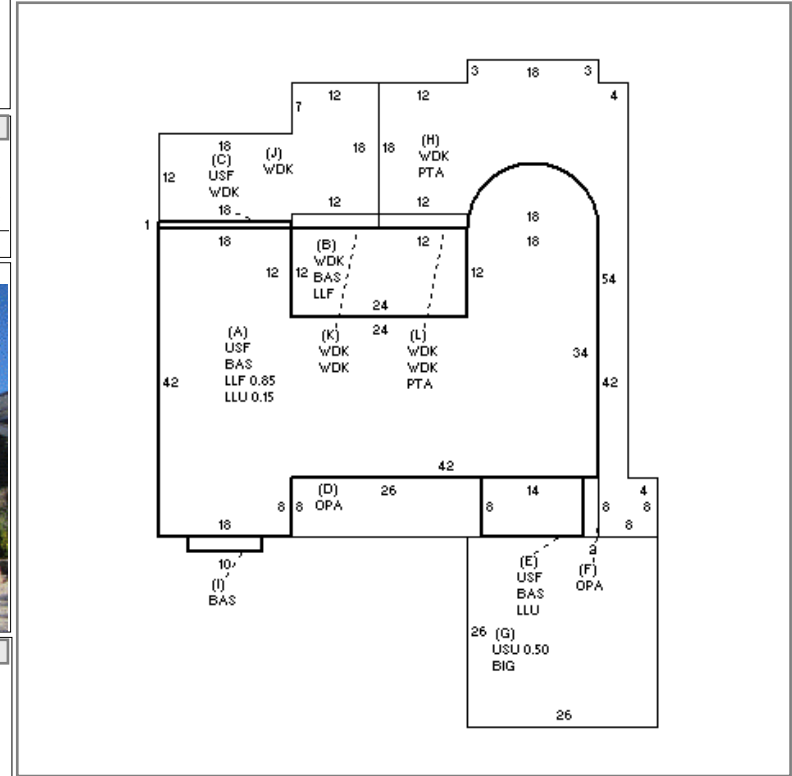 3 18 3
12 12 4
7
18 18 18
(C) (J) (H)
USF WDK WDK
WDK PTA
12
18 12 12
18
1 18 (B) 12 18
WDK
12 12 BAS 12 54
LLF
24
(A) 24 (K) (L)
USF WDK WDK
BAS WDK WDK
LLF 0.85 PTA
LLU 0.15
42 34 42
42
(D) 26 14 4
OPA
8 8 8 8 8
18 8
10 (E) 2
(I) USF (F)
BAS BAS OPA
LLU
26 (G)
USU 0.50
BIG
26